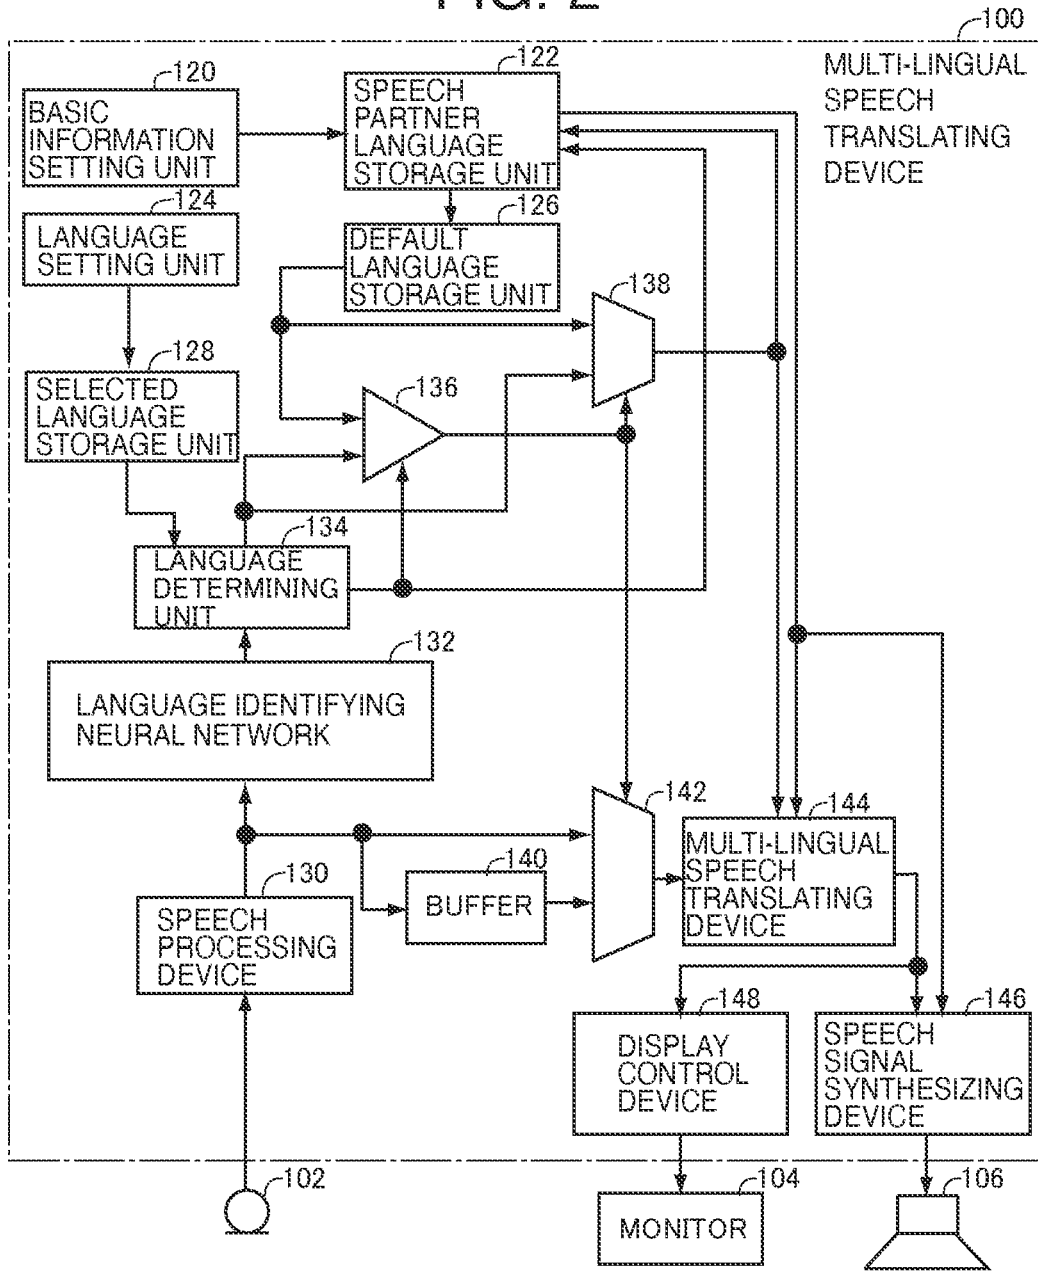 FIG. 2
100
MULTI-LINGUAL
SPEECH
TRANSLATING
DEVICE
120
BASIC
INFORMATION
SETTING UNIT
122
SPEECH
PARTNER
LANGUAGE
STORAGE UNIT
124
LANGUAGE
SETTING UNIT
126
DEFAULT
LANGUAGE
STORAGE UNIT
138
128
SELECTED
LANGUAGE
STORAGE UNIT
136
134
LANGUAGE
DETERMINING
UNIT
132
LANGUAGE IDENTIFYING
NEURAL NETWORK
142
144
MULTI-LINGUAL
SPEECH
TRANSLATING
DEVICE
140
BUFFER
130
SPEECH
PROCESSING
DEVICE
148
DISPLAY
CONTROL
DEVICE
146
SPEECH
SIGNAL
SYNTHESIZING
DEVICE
102
104
MONITOR
106